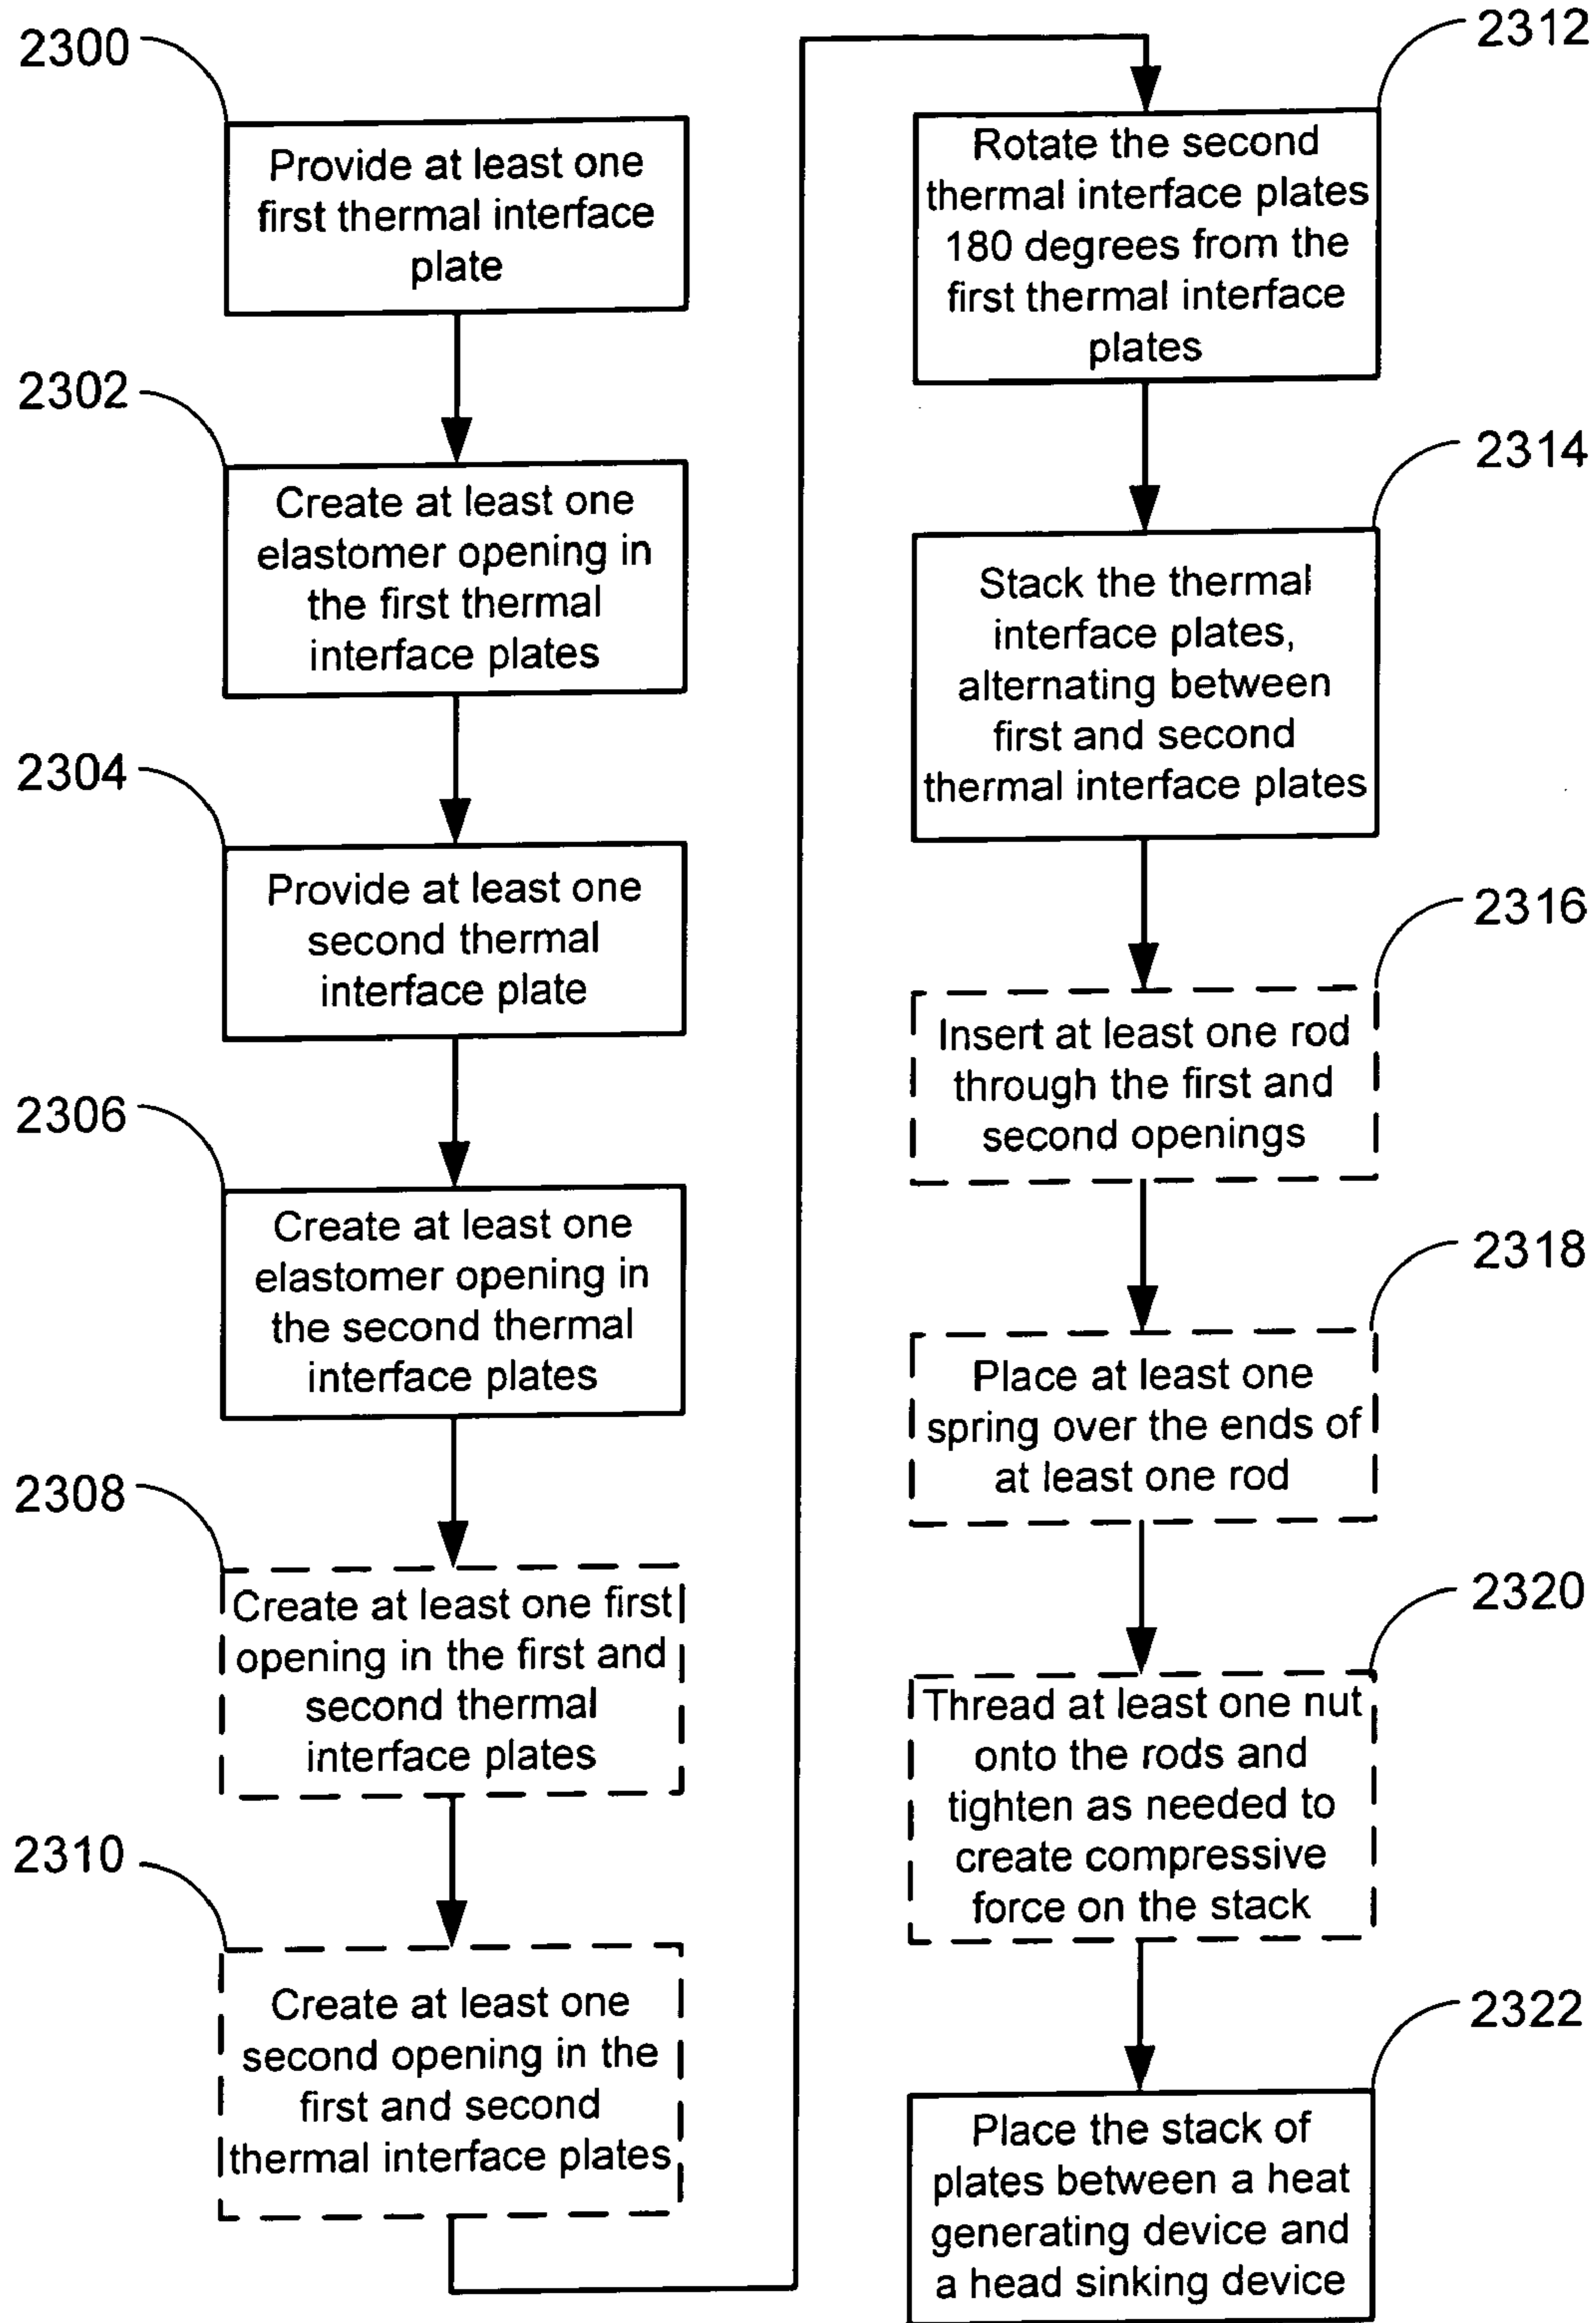 2300
Provide at least one
first thermal interface
plate
2302
Create at least one
elastomer opening in
the first thermal
interface plates
2304
Provide at least one
second thermal
interface plate
2306
Create at least one
elastomer opening in
the second thermal
interface plates
2308
Create at least one first
opening in the first and
second thermal
interface plates
2310
Create at least one
second opening in the
first and second
thermal interface plates
2312
Rotate the second
thermal interface plates
180 degrees from the
first thermal interface
plates
2314
Stack the thermal
interface plates,
alternating between
first and second
thermal interface plates
2316
Insert at least one rod
through the first and
second openings
2318
Place at least one
spring over the ends of
at least one rod
2320
Thread at least one nut
onto the rods and
tighten as needed to
create compressive
force on the stack
2322
Place the stack of
plates between a heat
generating device and
a head sinking device